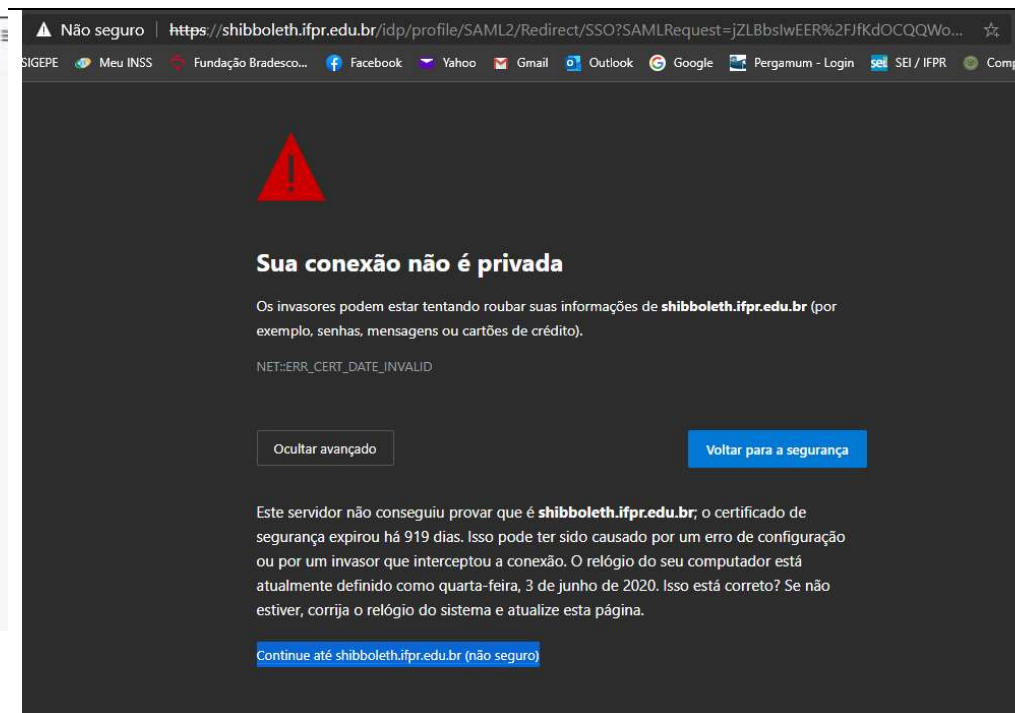 Não seguro | https://shibboleth.ifpr.edu.br/idp/profile/SAML2/Redirect/SSO?SAMLRequest=jZLBbsIwEER%2FJfKdOCQQWo...
SIGEPE Meu INSS Fundação Bradesco... Facebook Yahoo Gmail Outlook Google Pergamum - Login sei SEI / IFPR Comp
Sua conexão não é privada
Os invasores podem estar tentando roubar suas informações de shibboleth.ifpr.edu.br (por
exemplo, senhas, mensagens ou cartões de crédito).
NET::ERR_CERT_DATE_INVALID
Ocultar avançado Voltar para a segurança
Este servidor não conseguiu provar que é shibboleth.ifpr.edu.br; o certificado de
segurança expirou há 919 dias. Isso pode ter sido causado por um erro de configuração
ou por um invasor que interceptou a conexão. O relógio do seu computador está
atualmente definido como quarta-feira, 3 de junho de 2020. Isso está correto? Se não
estiver, corrija o relógio do sistema e atualize esta página.
Continue até shibboleth.ifpr.edu.br (não seguro)